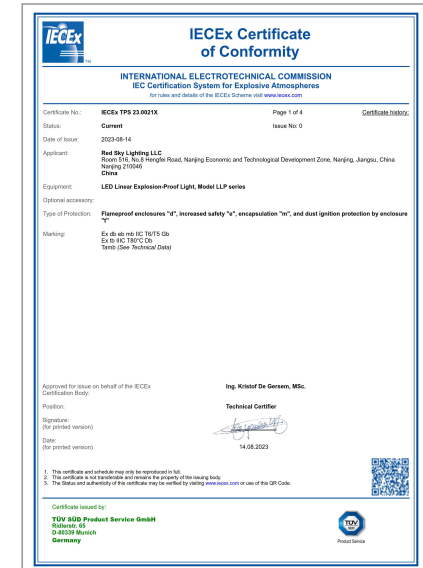 IECEx
TM
IECEx Certificate
of Conformity
INTERNATIONAL ELECTROTECHNICAL COMMISSION
IEC Certification System for Explosive Atmospheres
for rules and details of the IECEx Scheme visit www.iecex.com
Certificate No.: IECEx TPS 23.0021X Page 1 of 4 Certificate history:
Status: Current Issue No: 0
Date of Issue: 2023-08-14
Applicant: Red Sky Lighting LLC
Room 516, No.8 Hengfei Road, Nanjing Economic and Technological Development Zone, Nanjing, Jiangsu, China
Nanjing 210046
China
Equipment: LED Linear Explosion-Proof Light, Model LLP series
Optional accessory:
Type of Protection: Flameproof enclosures "d", increased safety "e", encapsulation "m", and dust ignition protection by enclosure
"t"
Marking: Ex db eb mb IIC T6/T5 Gb
Ex tb IIIC T80°C Db
Tamb (See Technical Data)
Approved for issue on behalf of the IECEx
Certification Body:
Ing. Kristof De Gersem, MSc.
Position: Technical Certifier
Signature:
(for printed version)
Date:
(for printed version)
14.08.2023
1. This certificate and schedule may only be reproduced in full.
2. This certificate is not transferable and remains the property of the issuing body.
3. The Status and authenticity of this certificate may be verified by visiting www.iecex.com or use of this QR Code.
Certificate issued by:
TÜV SÜD Product Service GmbH
Ridlerstr. 65
D-80339 Munich
Germany
TÜV
SÜD
Product Service